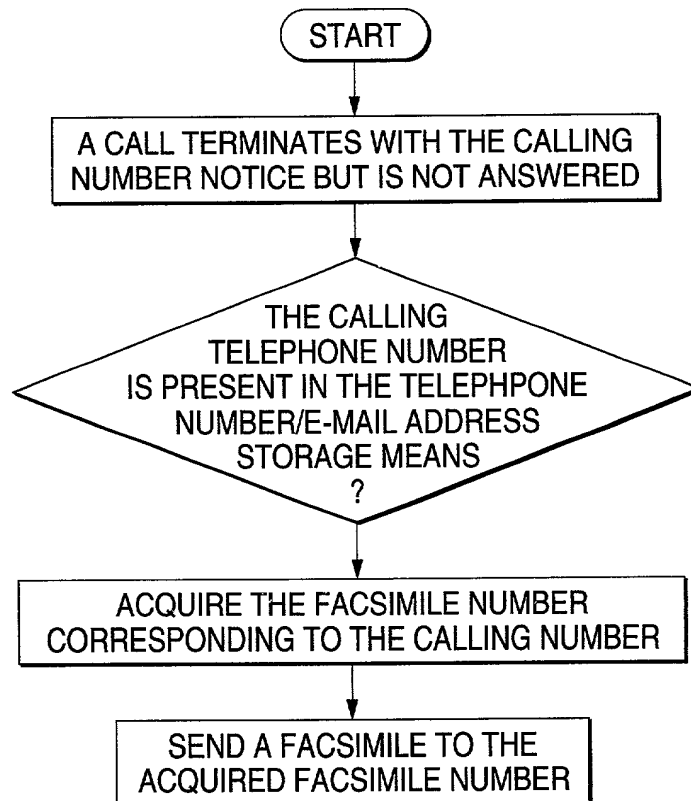 START
A CALL TERMINATES WITH THE CALLING
NUMBER NOTICE BUT IS NOT ANSWERED
THE CALLING
TELEPHONE NUMBER
IS PRESENT IN THE TELEPHPONE
NUMBER/E-MAIL ADDRESS
STORAGE MEANS
?
ACQUIRE THE FACSIMILE NUMBER
CORRESPONDING TO THE CALLING NUMBER
SEND A FACSIMILE TO THE
ACQUIRED FACSIMILE NUMBER